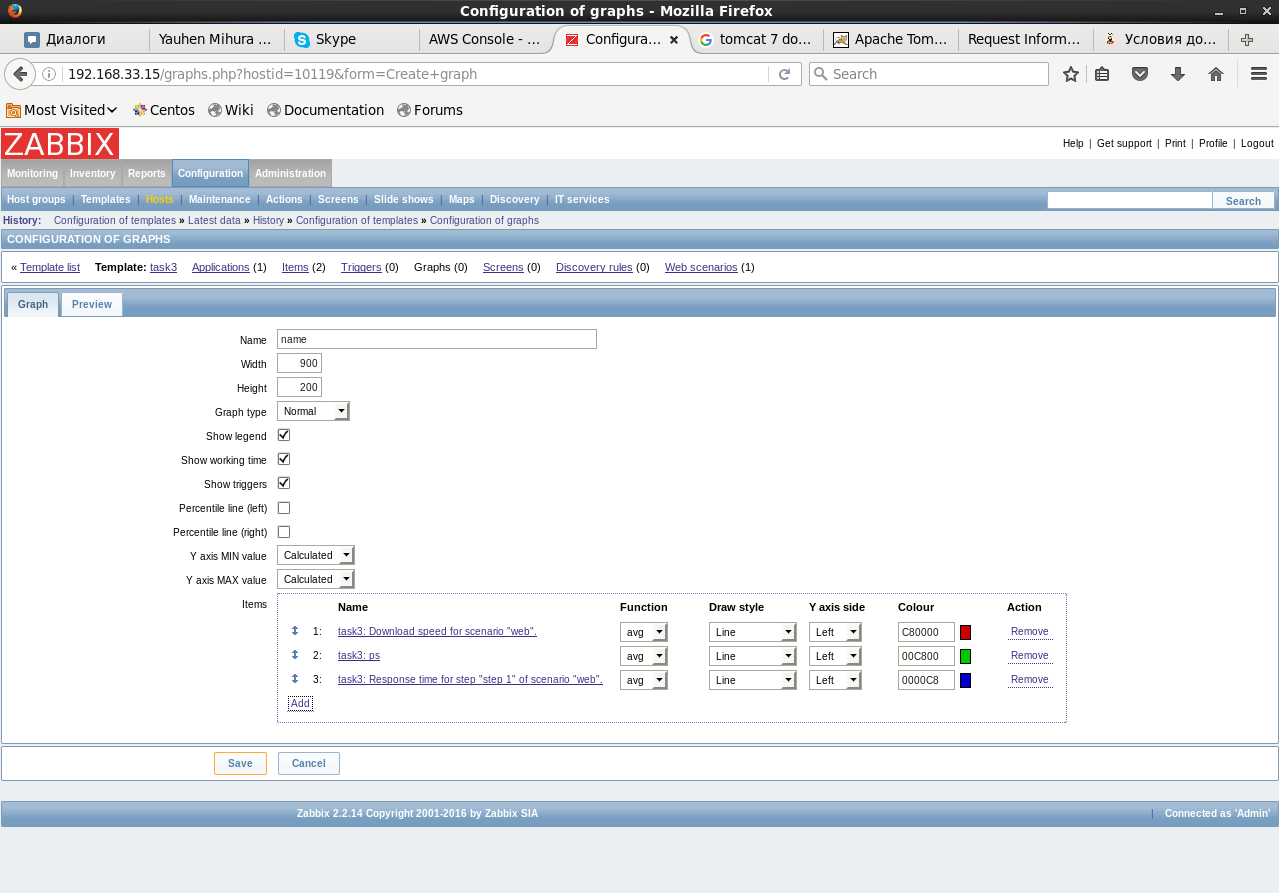 Configuration of graphs - Mozilla Firefox
Диалоги Yauhen Mihura ... Skype AWS Console - ... Configura... tomcat 7 do... Apache Tom... Request Inform... Условия до...
192.168.33.15/graphs.php?hostid=10119&form=Create+graph Search
Most Visited Centos Wiki Documentation Forums
ZABBIX Help | Get support | Print | Profile | Logout
Monitoring Inventory Reports Configuration Administration
Host groups | Templates | Hosts | Maintenance | Actions | Screens | Slide shows | Maps | Discovery | IT services Search
History: Configuration of templates » Latest data » History » Configuration of templates » Configuration of graphs
CONFIGURATION OF GRAPHS
« Template list Template: task3 Applications (1) Items (2) Triggers (0) Graphs (0) Screens (0) Discovery rules (0) Web scenarios (1)
Graph Preview
Name name
Width 900
Height 200
Graph type Normal
Show legend
Show working time
Show triggers
Percentile line (left)
Percentile line (right)
Y axis MIN value Calculated
Y axis MAX value Calculated
Items Name Function Draw style Y axis side Colour Action
1: task3: Download speed for scenario "web". avg Line Left C80000 Remove
2: task3: ps avg Line Left 00C800 Remove
3: task3: Response time for step "step 1" of scenario "web". avg Line Left 0000C8 Remove
Add
Save Cancel
Zabbix 2.2.14 Copyright 2001-2016 by Zabbix SIA | Connected as 'Admin'